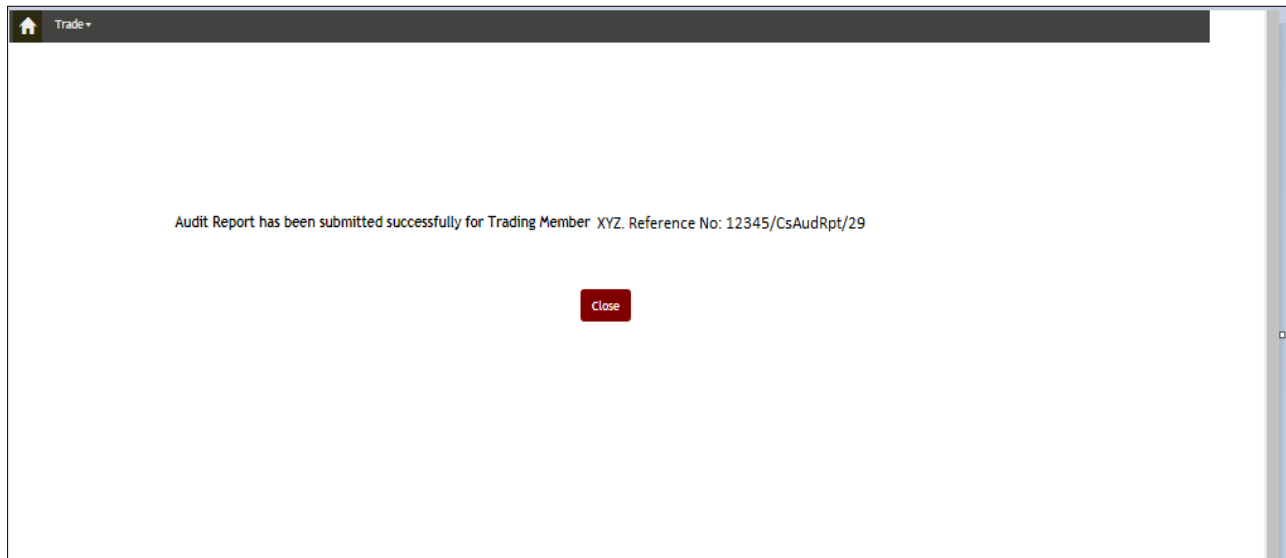 Trade
Audit Report has been submitted successfully for Trading Member XYZ. Reference No: 12345/CsAudRpt/29
Close